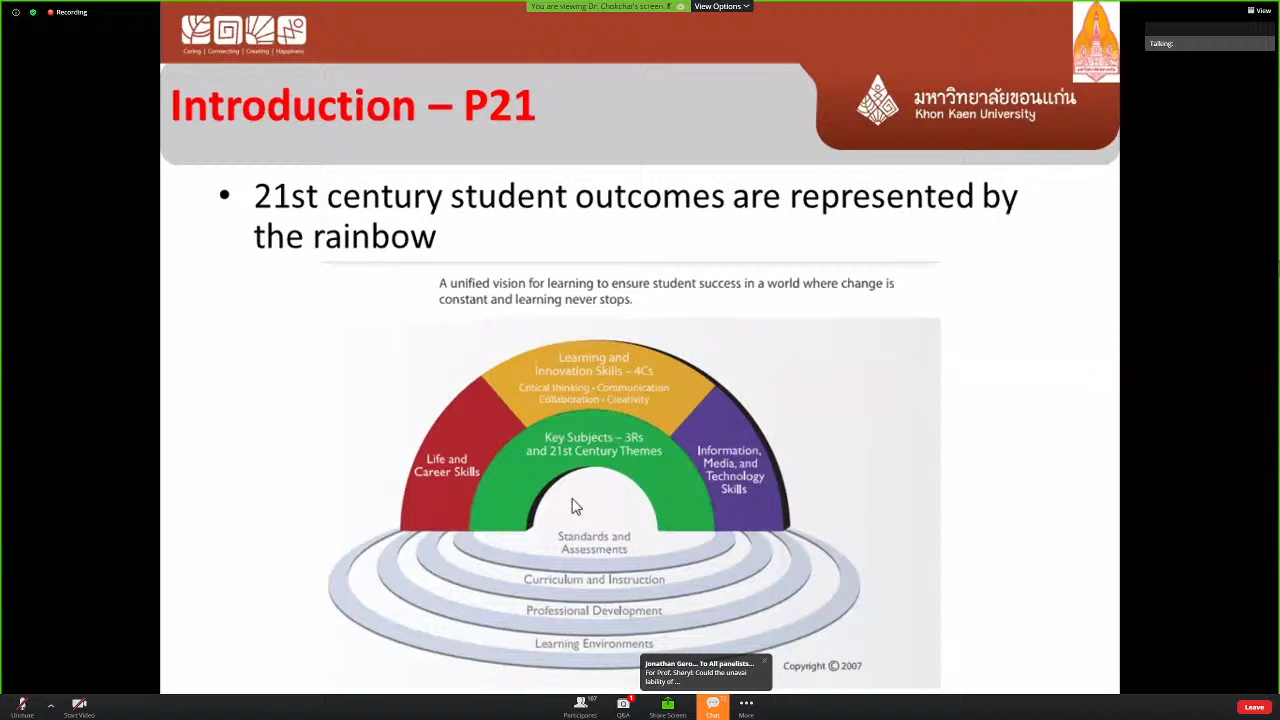 Recording
You are viewing Dr. Chokchai's screen
View Options
View
Talking:
Caring | Connecting | Creating | Happiness
Introduction – P21
มหาวิทยาลัยขอนแก่น
Khon Kaen University
• 21st century student outcomes are represented by
the rainbow
A unified vision for learning to ensure student success in a world where change is
constant and learning never stops.
Learning and
Innovation Skills – 4Cs
Critical thinking • Communication
Collaboration • Creativity
Key Subjects – 3Rs
and 21st Century Themes
Life and
Career Skills
Information,
Media, and
Technology
Skills
Standards and
Assessments
Curriculum and Instruction
Professional Development
Learning Environments
Copyright © 2007
Jonathan Gero... To All panelists...
For Prof. Sheryl: Could the unavai
lability of ...
Unmute
Start Video
107
Participants
1
Q&A
Share Screen
Chat
More
Leave